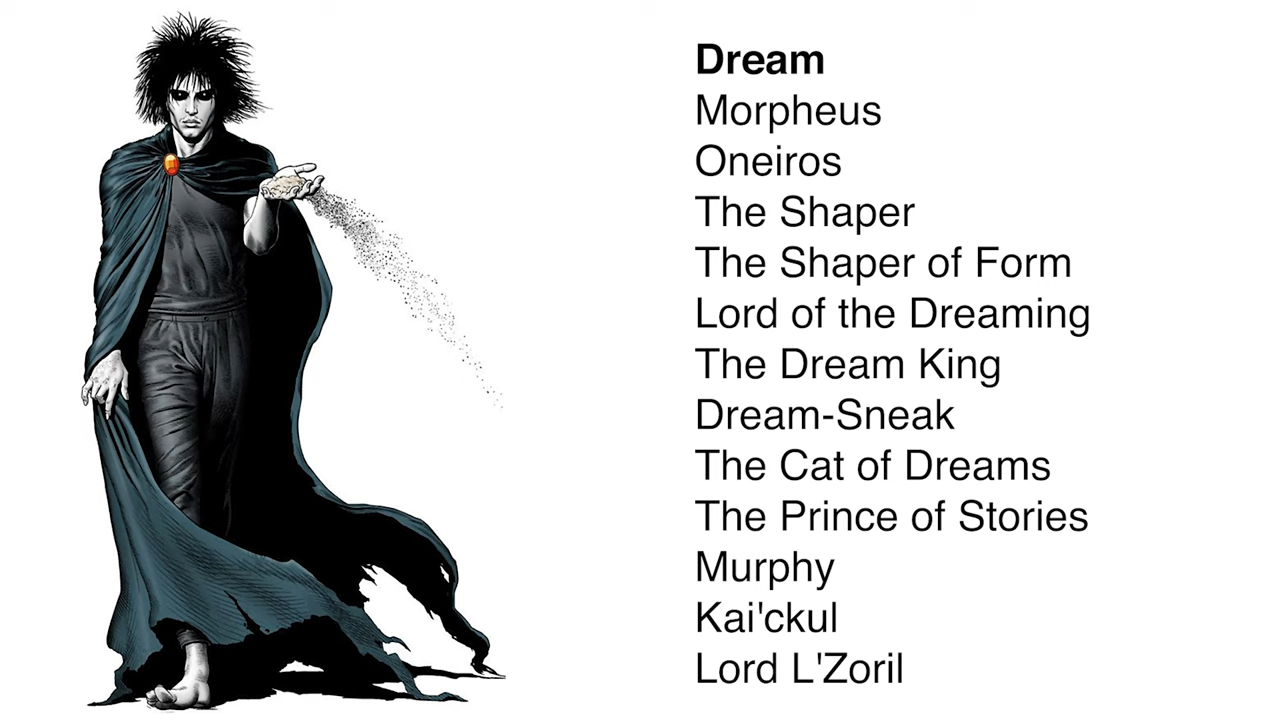 Dream
Morpheus
Oneiros
The Shaper
The Shaper of Form
Lord of the Dreaming
The Dream King
Dream-Sneak
The Cat of Dreams
The Prince of Stories
Murphy
Kai'ckul
Lord L'Zoril